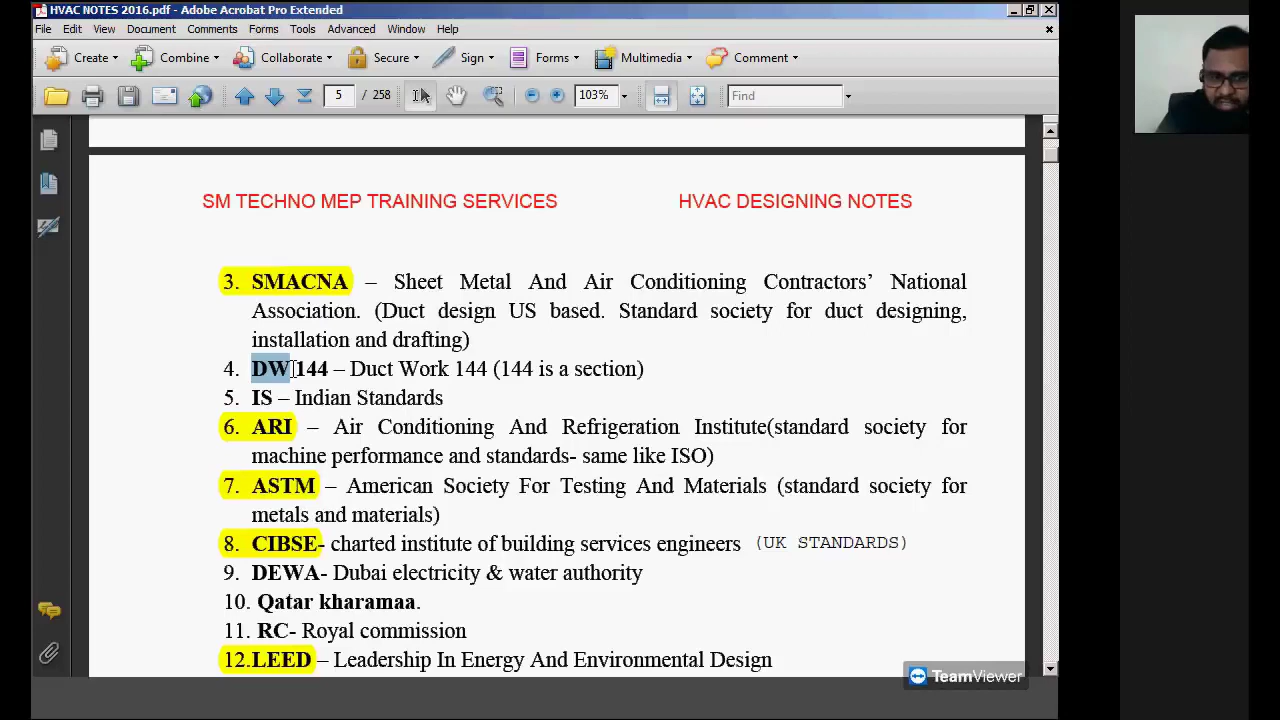 HVAC NOTES 2016.pdf - Adobe Acrobat Pro Extended
File Edit View Document Comments Forms Tools Advanced Window Help
Create Combine Collaborate Secure Sign Forms Multimedia Comment
5 / 258 103% Find
SM TECHNO MEP TRAINING SERVICES HVAC DESIGNING NOTES
3. SMACNA – Sheet Metal And Air Conditioning Contractors’ National
Association. (Duct design US based. Standard society for duct designing,
installation and drafting)
4. DW 144 – Duct Work 144 (144 is a section)
5. IS – Indian Standards
6. ARI – Air Conditioning And Refrigeration Institute(standard society for
machine performance and standards- same like ISO)
7. ASTM – American Society For Testing And Materials (standard society for
metals and materials)
8. CIBSE- charted institute of building services engineers (UK STANDARDS)
9. DEWA- Dubai electricity & water authority
10. Qatar kharamaa.
11. RC- Royal commission
12.LEED – Leadership In Energy And Environmental Design
TeamViewer